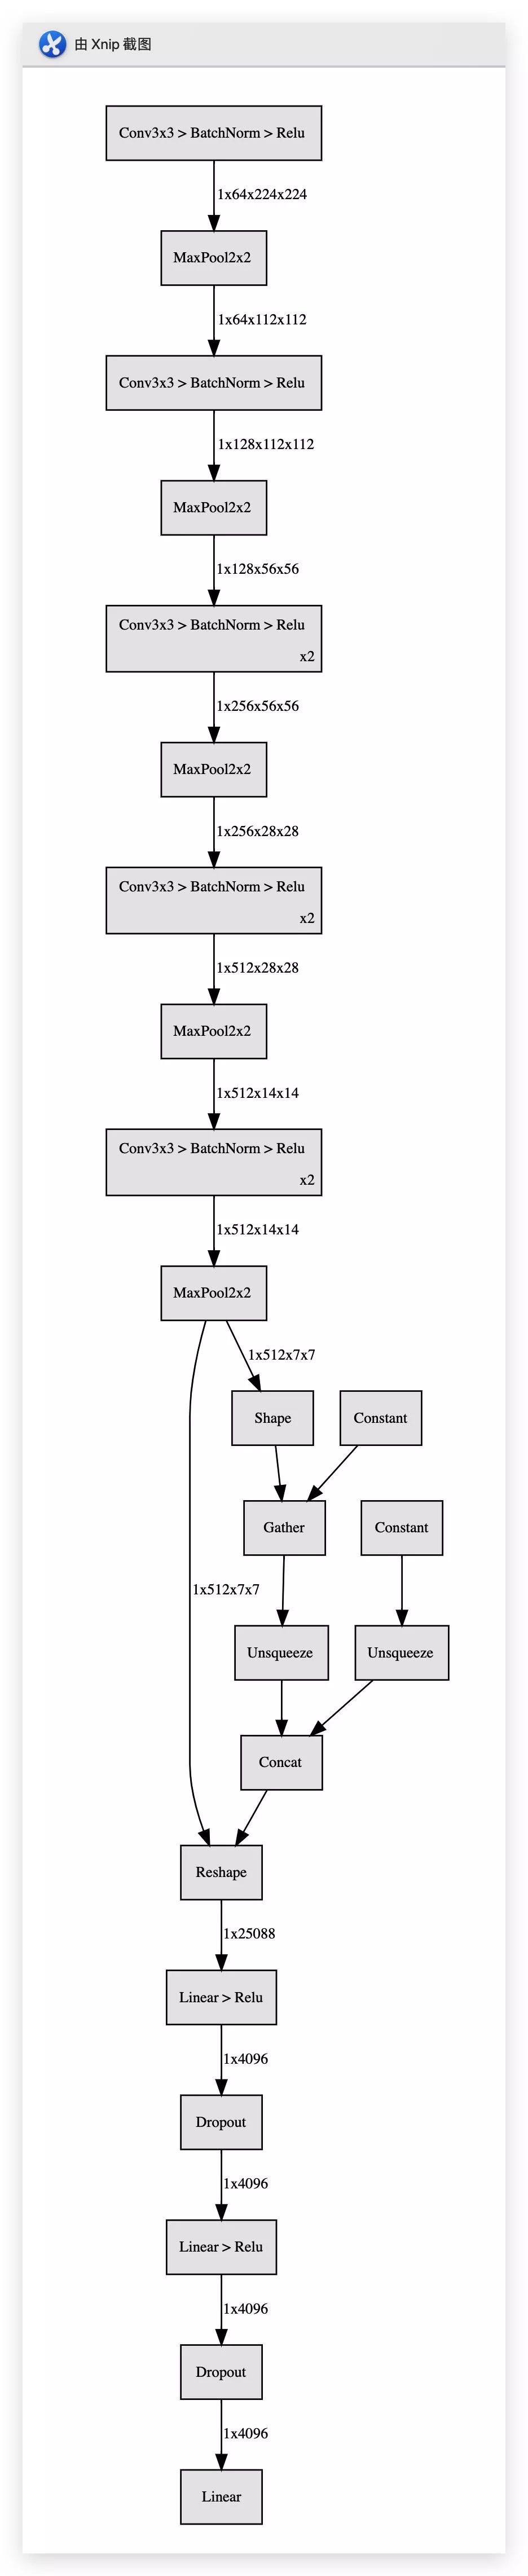 由 Xnip 截图
Conv3x3 > BatchNorm > Relu
1x64x224x224
MaxPool2x2
1x64x112x112
Conv3x3 > BatchNorm > Relu
1x128x112x112
MaxPool2x2
1x128x56x56
Conv3x3 > BatchNorm > Relu
x2
1x256x56x56
MaxPool2x2
1x256x28x28
Conv3x3 > BatchNorm > Relu
x2
1x512x28x28
MaxPool2x2
1x512x14x14
Conv3x3 > BatchNorm > Relu
x2
1x512x14x14
MaxPool2x2
1x512x7x7
Shape
Constant
Gather
Constant
1x512x7x7
Unsqueeze
Unsqueeze
Concat
Reshape
1x25088
Linear > Relu
1x4096
Dropout
1x4096
Linear > Relu
1x4096
Dropout
1x4096
Linear